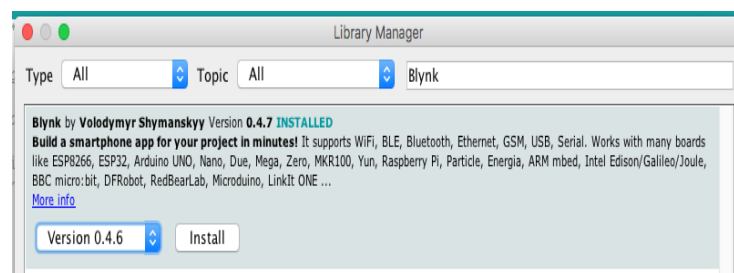 Library Manager
Type All Topic All Blynk
Blynk by Volodymyr Shymanskyy Version 0.4.7 INSTALLED
Build a smartphone app for your project in minutes! It supports WiFi, BLE, Bluetooth, Ethernet, GSM, USB, Serial. Works with many boards
like ESP8266, ESP32, Arduino UNO, Nano, Due, Mega, Zero, MKR100, Yun, Raspberry Pi, Particle, Energia, ARM mbed, Intel Edison/Galileo/Joule,
BBC micro:bit, DFRobot, RedBearLab, Microduino, LinkIt ONE ...
More info
Version 0.4.6 Install